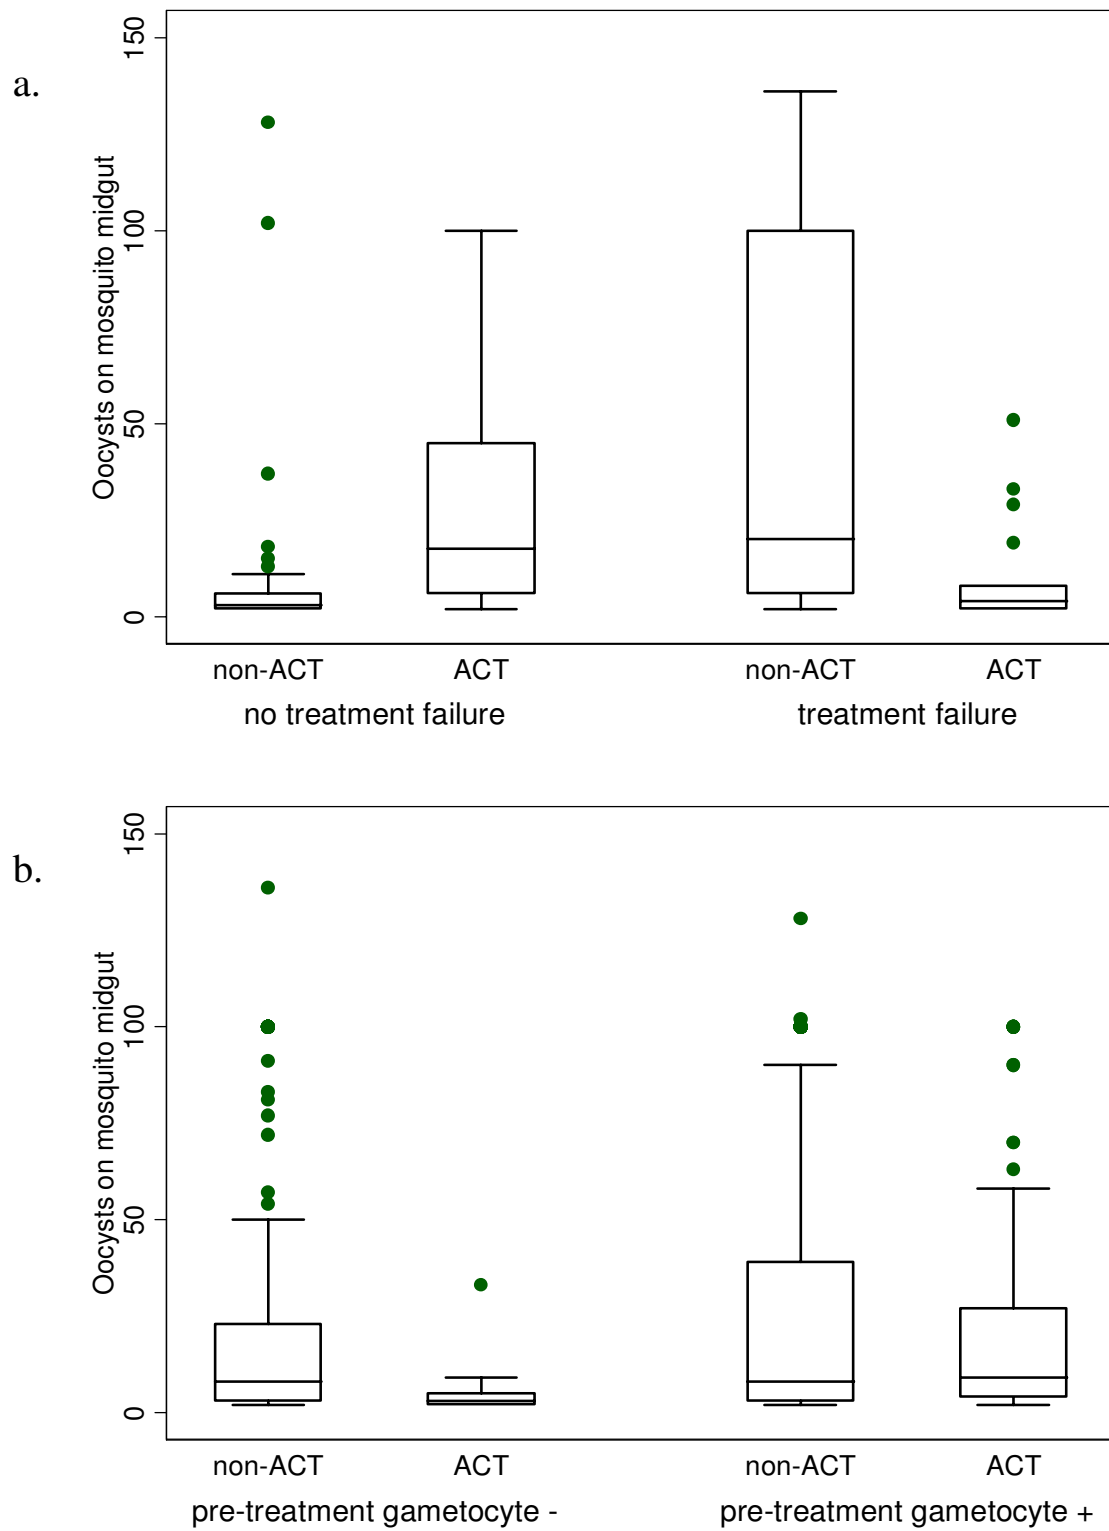 a.
Oocysts on mosquito midgut
150
100
50
0
non-ACT ACT non-ACT ACT
no treatment failure treatment failure
b.
Oocysts on mosquito midgut
150
100
50
0
non-ACT ACT non-ACT ACT
pre-treatment gametocyte - pre-treatment gametocyte +